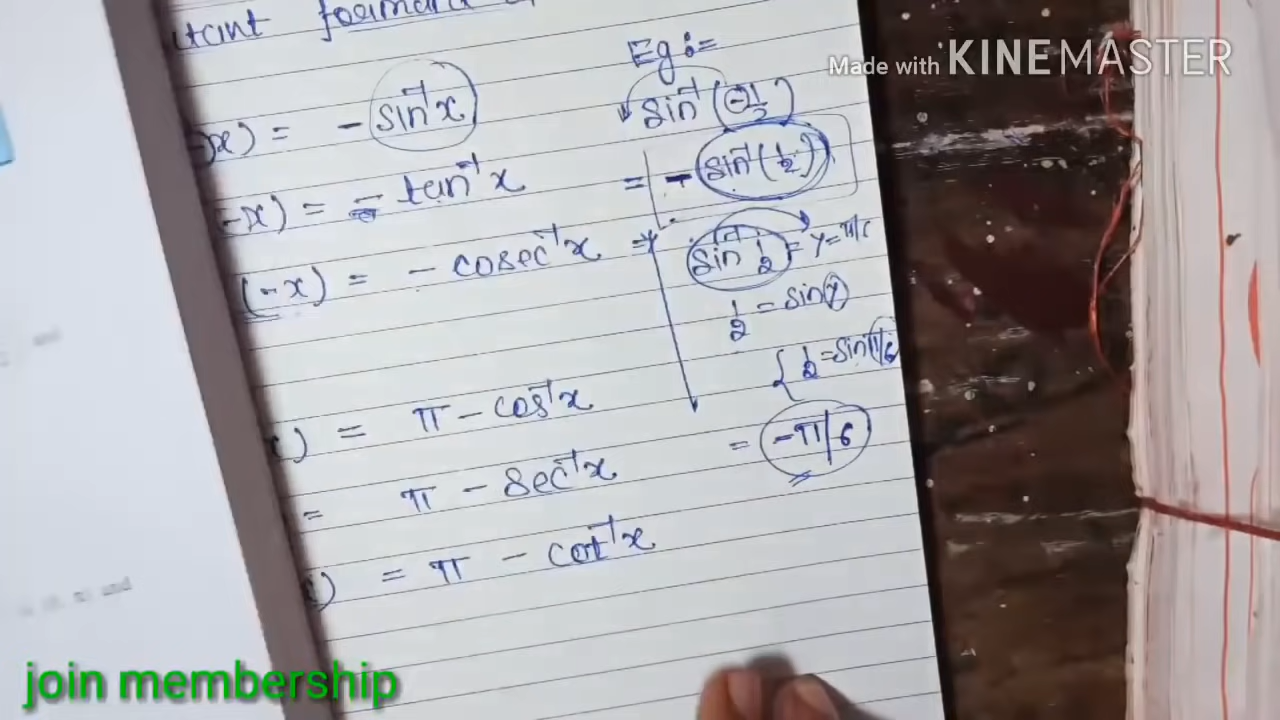 formula
Made with KINEMASTER
Eg :=
x) = - sin⁻¹x
sin⁻¹(-1/2)
(-x) = - tan⁻¹x
= - sin⁻¹(1/2)
(-x) = - cosec⁻¹x
=> sin⁻¹ 1/2 = y = π/6
1/2 = sin(y)
{ 1/2 = sin π/6
) = π - cos⁻¹x
= -π/6
= π - sec⁻¹x
) = π - cot⁻¹x
join membership